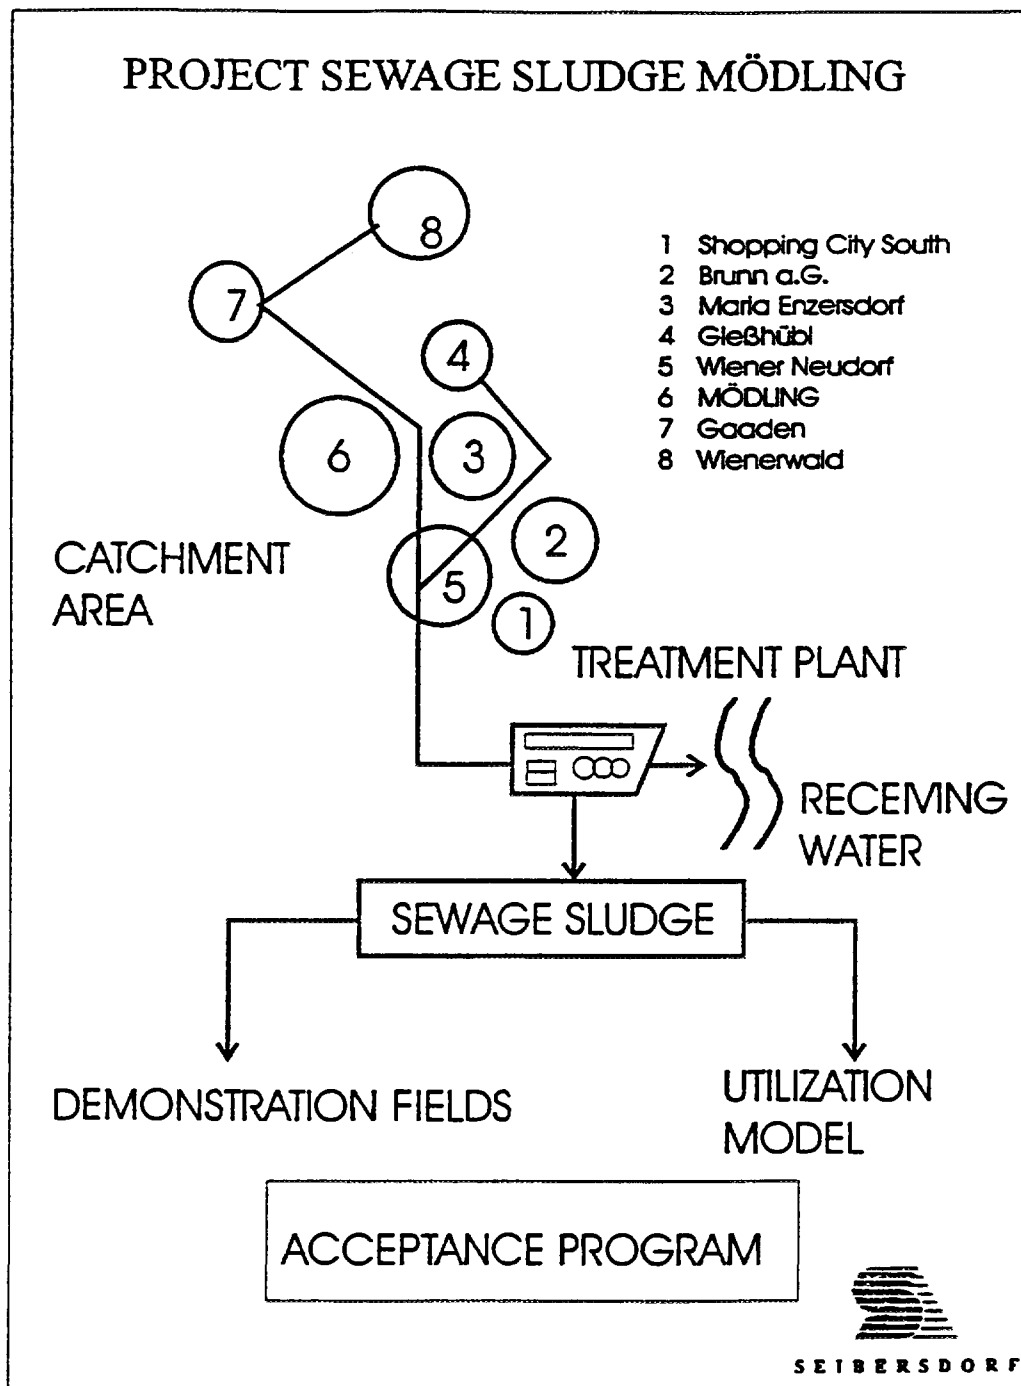 PROJECT SEWAGE SLUDGE MÖDLING
8
7
4
6
3
2
5
1
1 Shopping City South
2 Brunn a.G.
3 Maria Enzersdorf
4 Gießhübl
5 Wiener Neudorf
6 MÖDLING
7 Gaaden
8 Wienerwald
CATCHMENT
AREA
TREATMENT PLANT
RECEIVING
WATER
SEWAGE SLUDGE
DEMONSTRATION FIELDS
UTILIZATION
MODEL
ACCEPTANCE PROGRAM
SEIBERSDORF